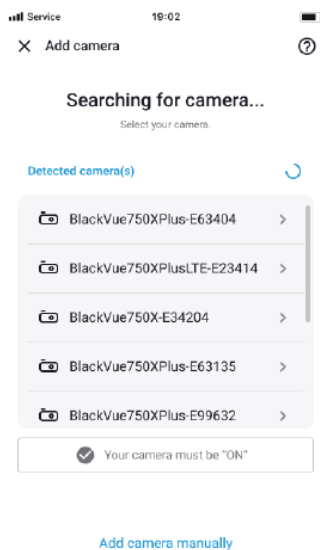 Service 19:02
Add camera
Searching for camera...
Select your camera.
Detected camera(s)
BlackVue750XPlus-E63404
BlackVue750XPlusLTE-E23414
BlackVue750X-E34204
BlackVue750XPlus-E63135
BlackVue750XPlus-E99632
Your camera must be "ON"
Add camera manually